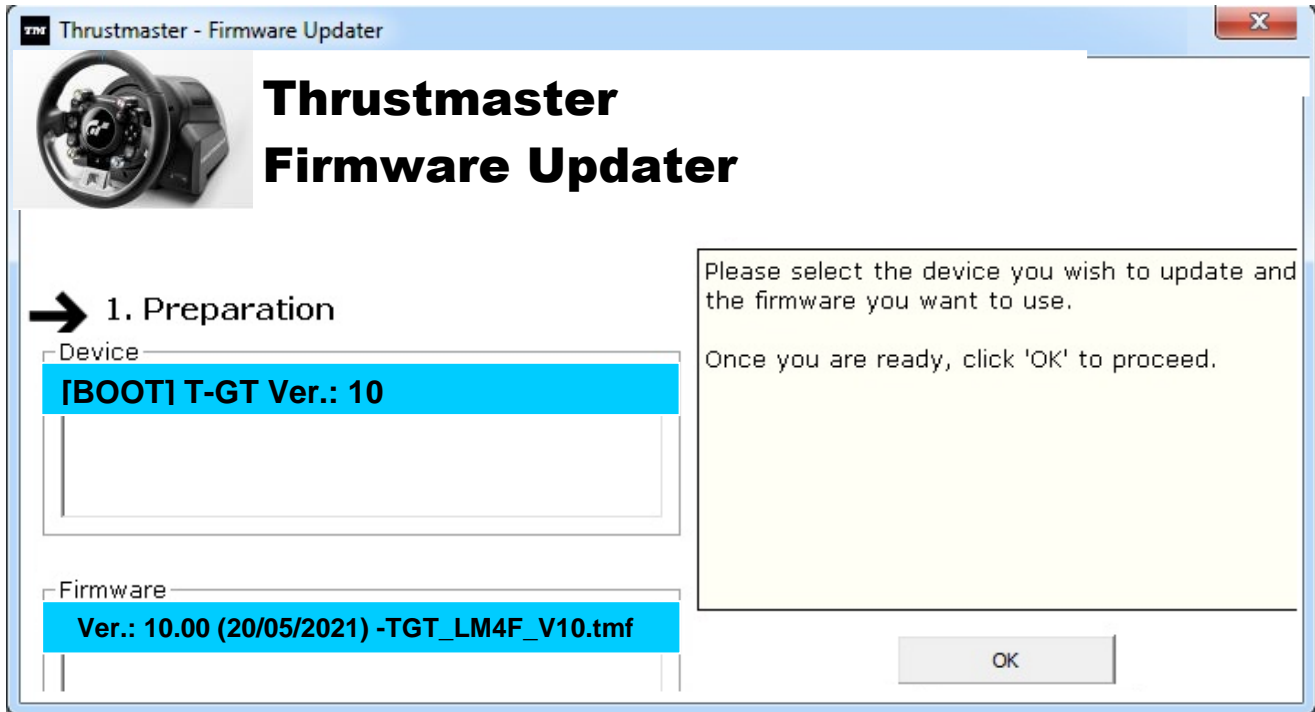 TM Thrustmaster - Firmware Updater
x
Thrustmaster
Firmware Updater
1. Preparation
Device
[BOOT] T-GT Ver.: 10
Firmware
Ver.: 10.00 (20/05/2021) -TGT_LM4F_V10.tmf
Please select the device you wish to update and
the firmware you want to use.
Once you are ready, click 'OK' to proceed.
OK